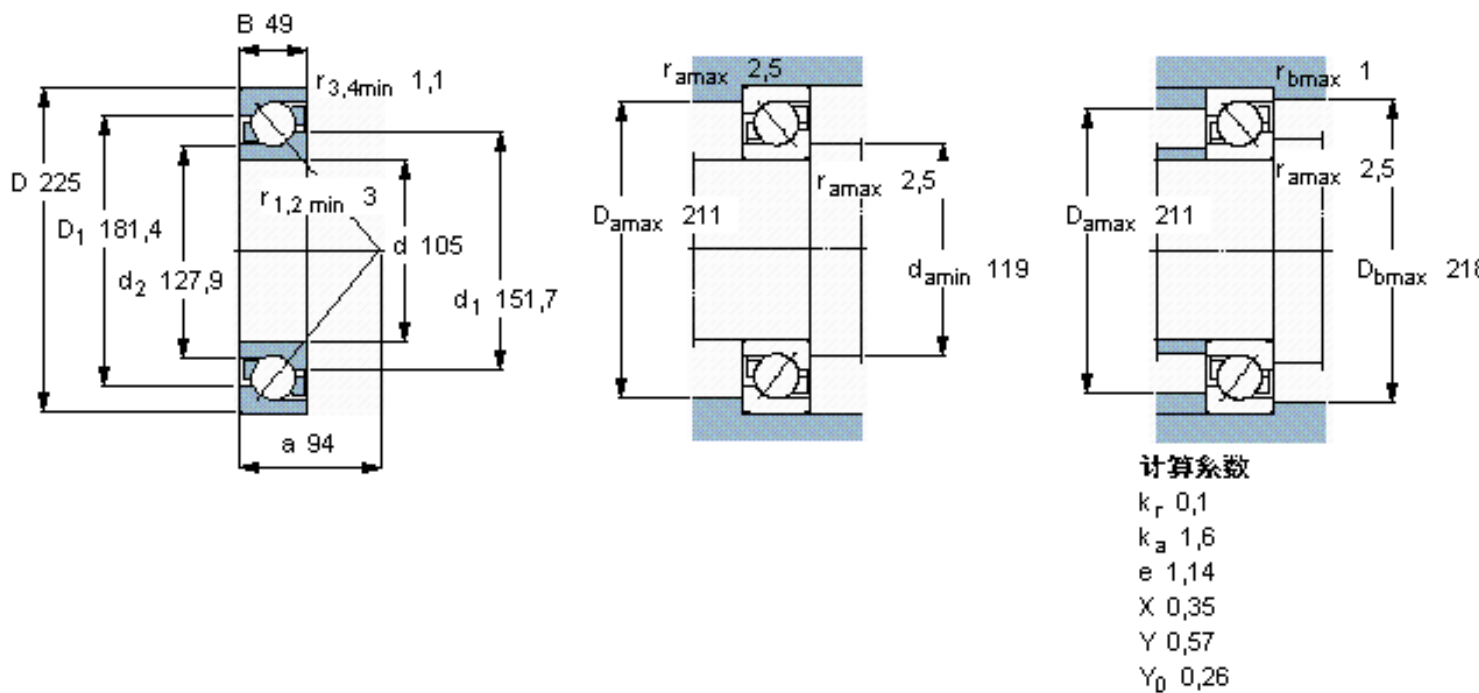 B 49
r3,4min 1,1
D 225
D1 181,4
d2 127,9
r1,2 min 3
d 105
d1 151,7
a 94
ramax 2,5
ramax 2,5
Damax 211
damin 119
rbmax 1
ramax 2,5
Damax 211
Dbmax 218
计算系数
kr 0,1
ka 1,6
e 1,14
X 0,35
Y 0,57
Y0 0,26